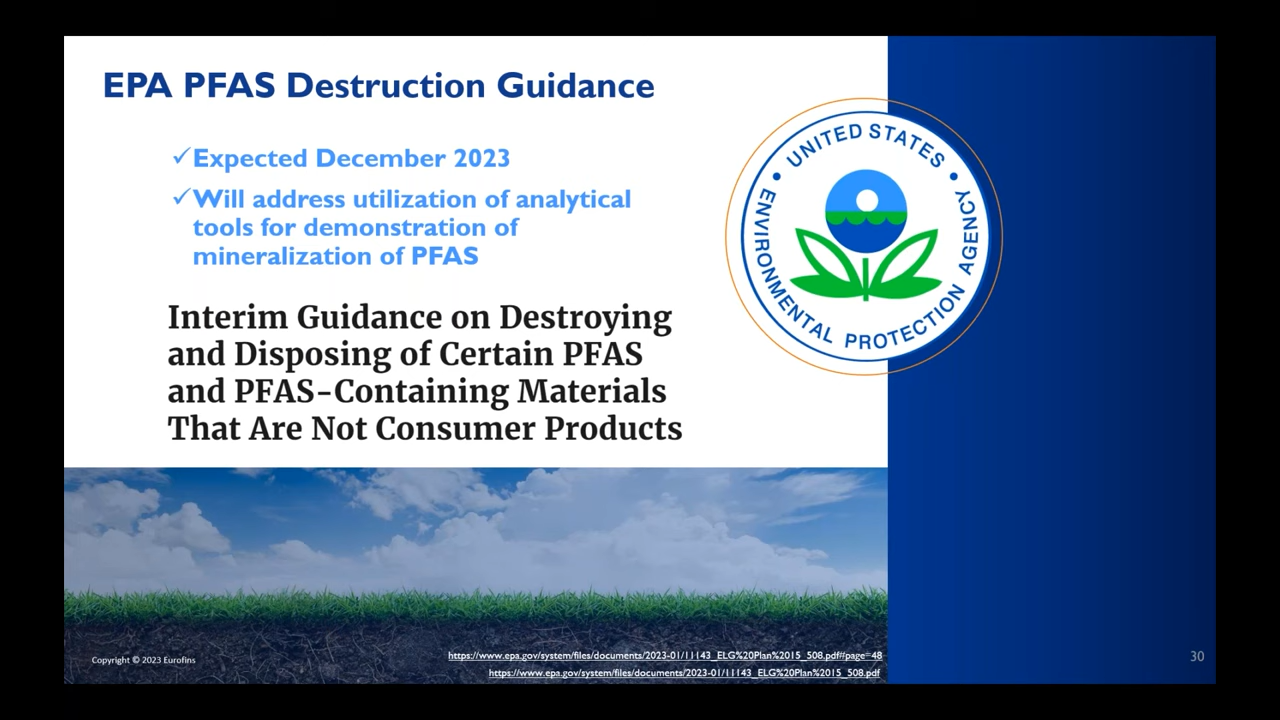 EPA PFAS Destruction Guidance
✓Expected December 2023
✓Will address utilization of analytical
tools for demonstration of
mineralization of PFAS
Interim Guidance on Destroying
and Disposing of Certain PFAS
and PFAS-Containing Materials
That Are Not Consumer Products
UNITED STATES
ENVIRONMENTAL PROTECTION AGENCY
Copyright © 2023 Eurofins
https://www.epa.gov/system/files/documents/2023-01/11143_ELG%20Plan%2015_508.pdf#page=48
https://www.epa.gov/system/files/documents/2023-01/11143_ELG%20Plan%2015_508.pdf
30